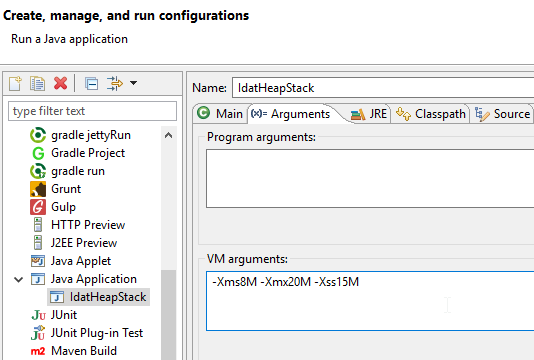 Create, manage, and run configurations
Run a Java application
Name: IdatHeapStack
type filter text
Main (x)= Arguments JRE Classpath Source
gradle jettyRun
Gradle Project
gradle run
Grunt
Gulp
HTTP Preview
J2EE Preview
Java Applet
Java Application
IdatHeapStack
JUnit
JUnit Plug-in Test
m2 Maven Build
Program arguments:
VM arguments:
-Xms8M -Xmx20M -Xss15M